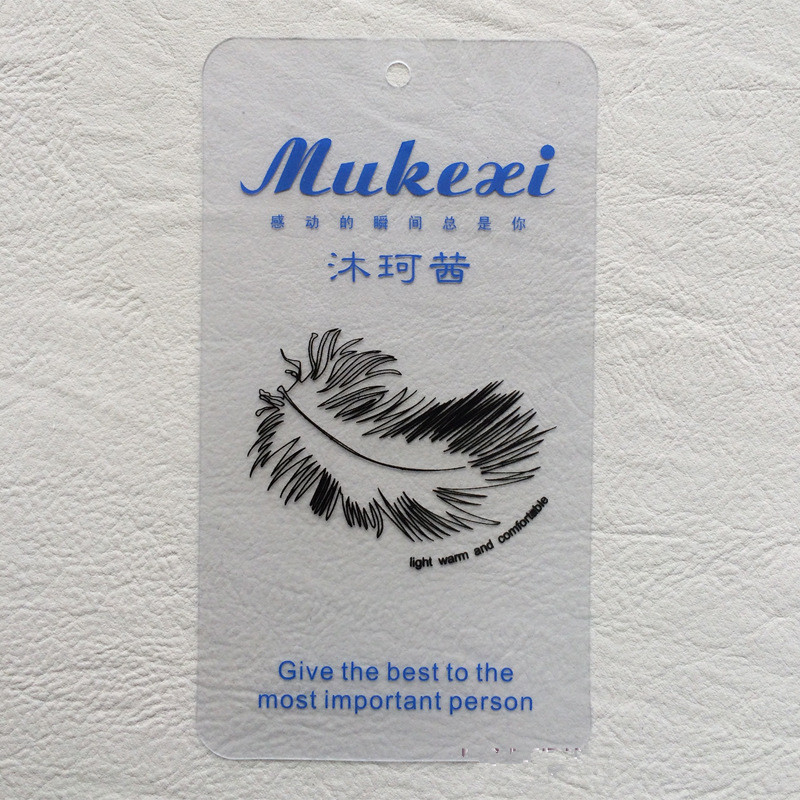 Mukexi
感动的瞬间总是你
沐珂茜
light warm and comfortable
Give the best to the
most important person